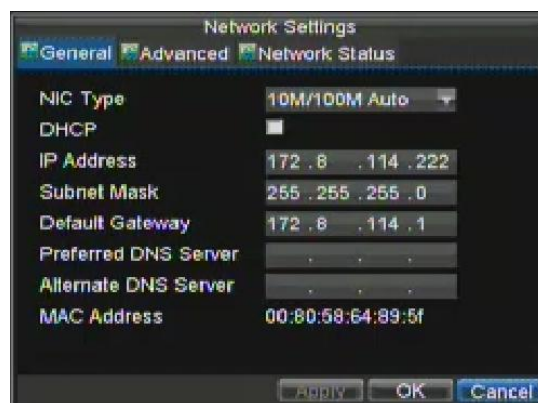 Network Settings
General Advanced Network Status
NIC Type 10M/100M Auto
DHCP
IP Address 172 .8 .114 .222
Subnet Mask 255 .255 .255 .0
Default Gateway 172 .8 .114 .1
Preferred DNS Server . . .
Alternate DNS Server . . .
MAC Address 00:80:58:64:89:5f
Apply OK Cancel